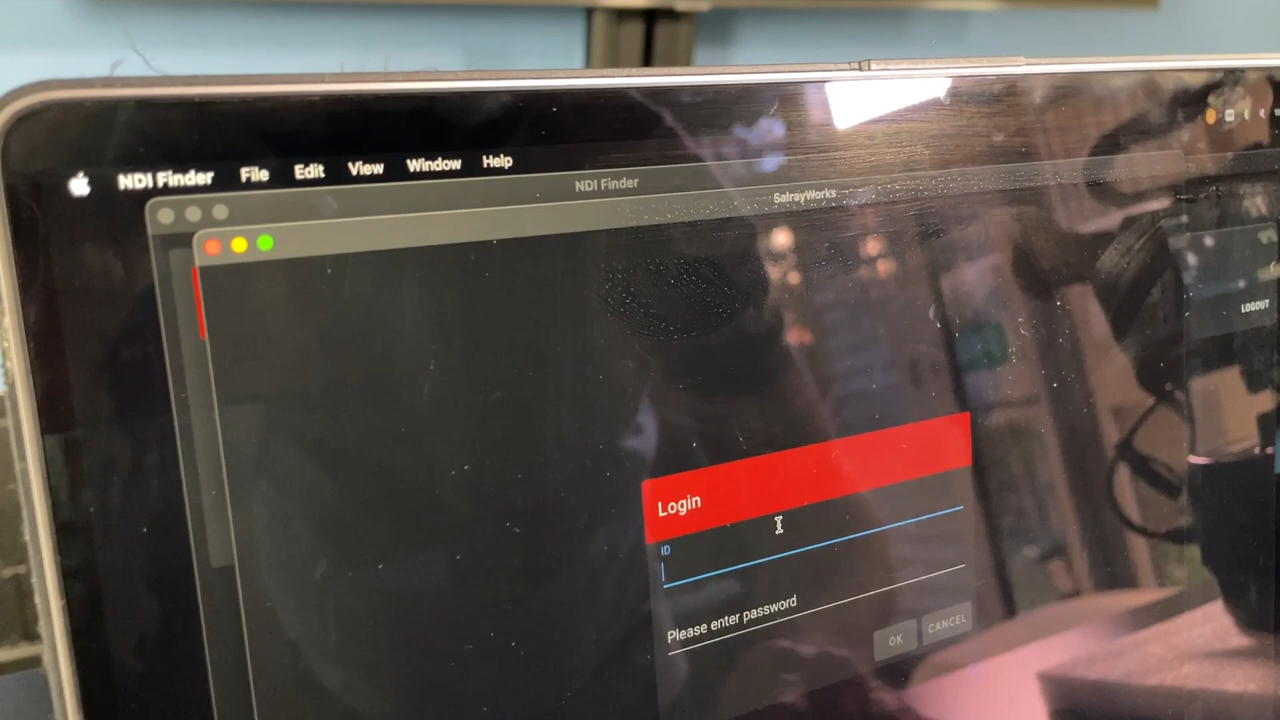 NDI Finder File Edit View Window Help
NDI Finder
SalrayWorks
LOGOUT
Login
ID
Please enter password
OK CANCEL